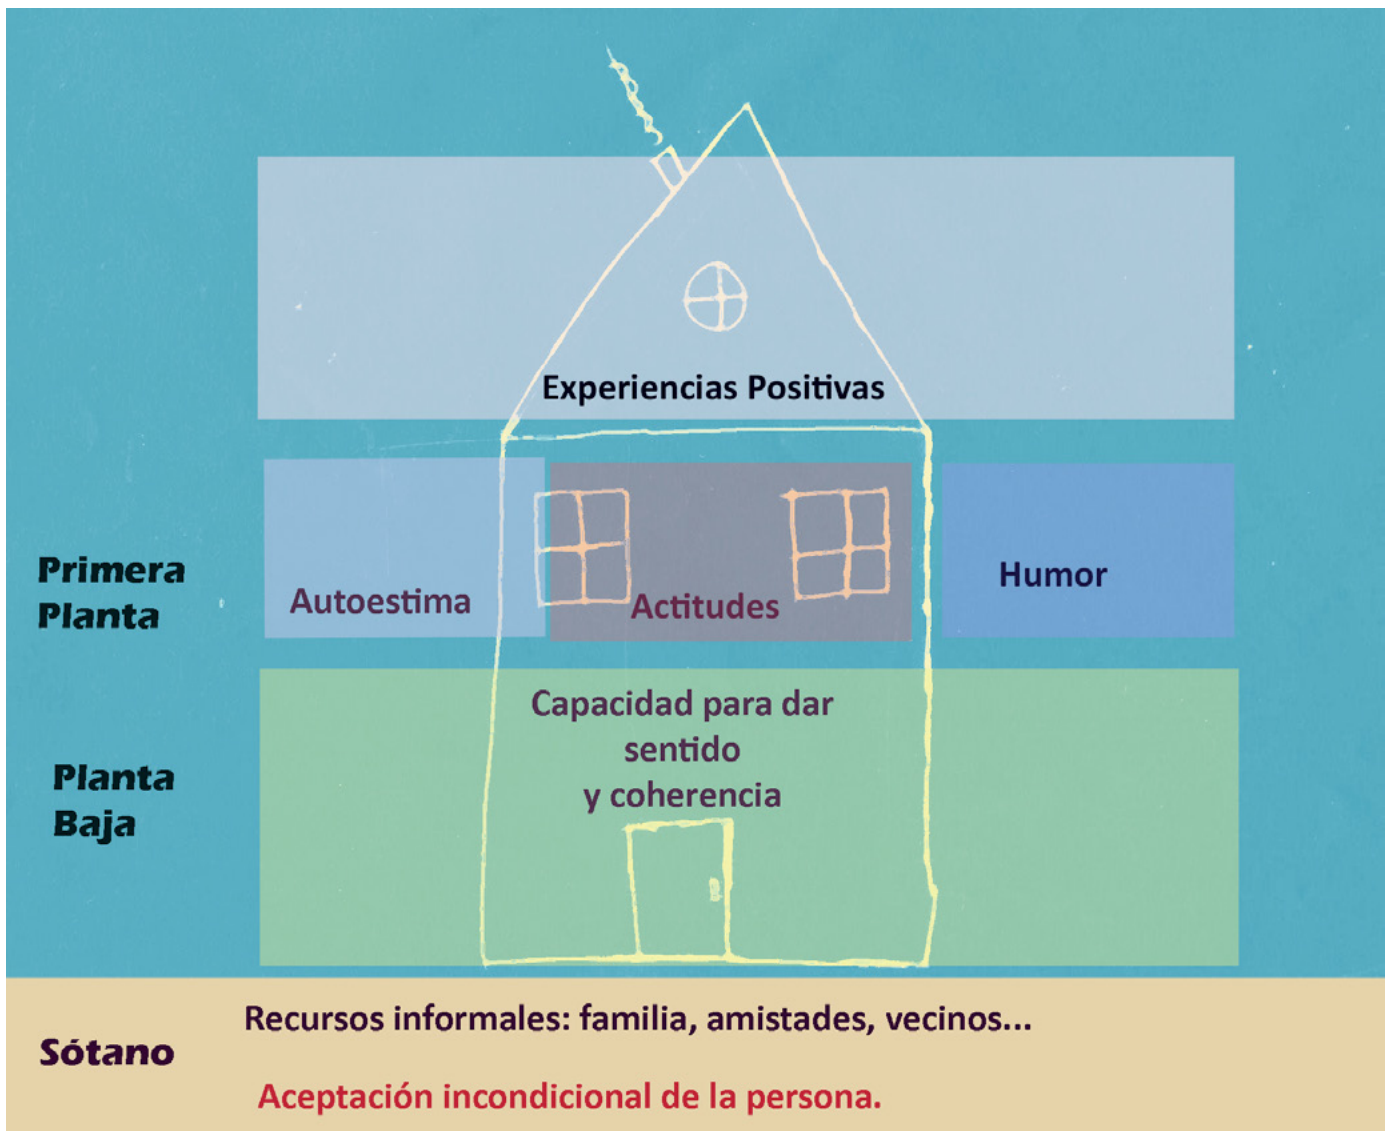 Experiencias Positivas
Primera
Planta
Autoestima
Actitudes
Humor
Planta
Baja
Capacidad para dar
sentido
y coherencia
Sótano
Recursos informales: familia, amistades, vecinos...
Aceptación incondicional de la persona.